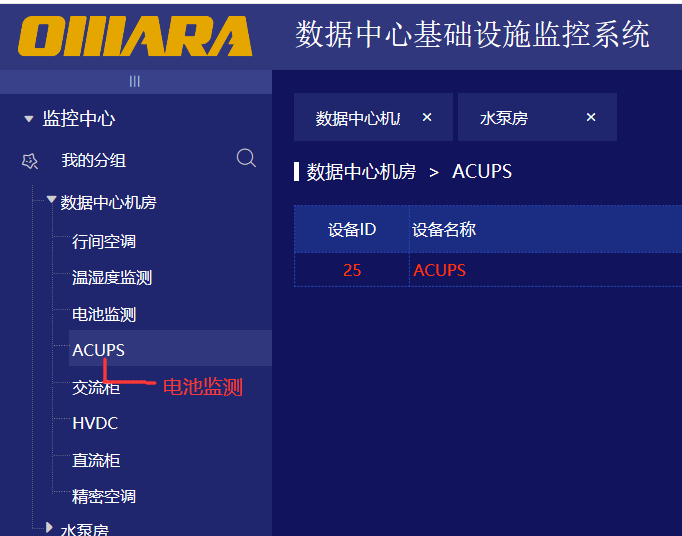 OMARA
数据中心基础设施监控系统
监控中心
我的分组
数据中心机房
行间空调
温湿度监测
电池监测
ACUPS
交流柜
电池监测
HVDC
直流柜
精密空调
水泵房
数据中心机 ×
水泵房 ×
数据中心机房 > ACUPS
设备ID 设备名称
25 ACUPS